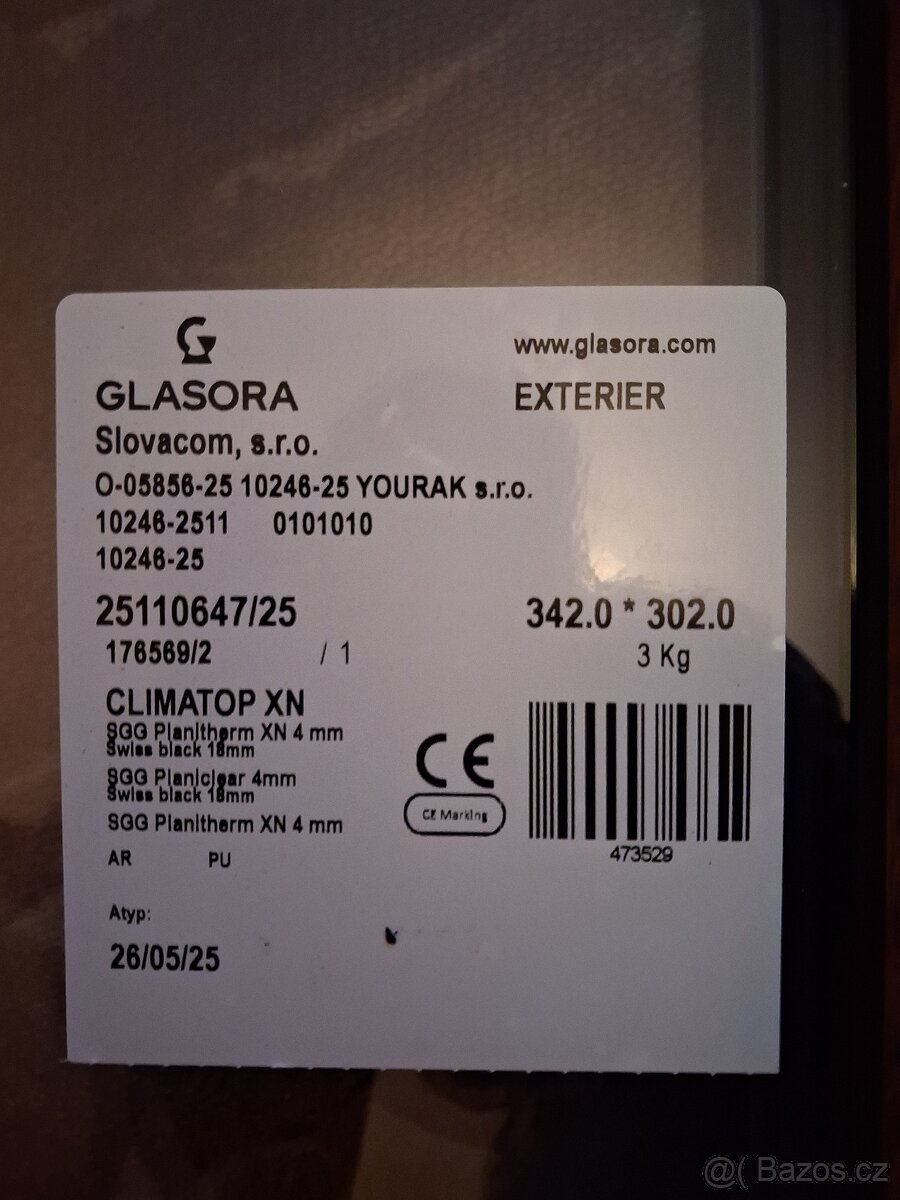 G
GLASORA
www.glasora.com
EXTERIER
Slovacom, s.r.o.
O-05856-25 10246-25 YOURAK s.r.o.
10246-2511 0101010
10246-25
25110647/25
342.0 * 302.0
176569/2 / 1
3 Kg
CLIMATOP XN
SGG Planitherm XN 4 mm
Swiss black 18mm
SGG Planiclear 4mm
Swiss black 18mm
SGG Planitherm XN 4 mm
AR PU
CE
CE Marking
473529
Atyp:
26/05/25
@( Bazos.cz